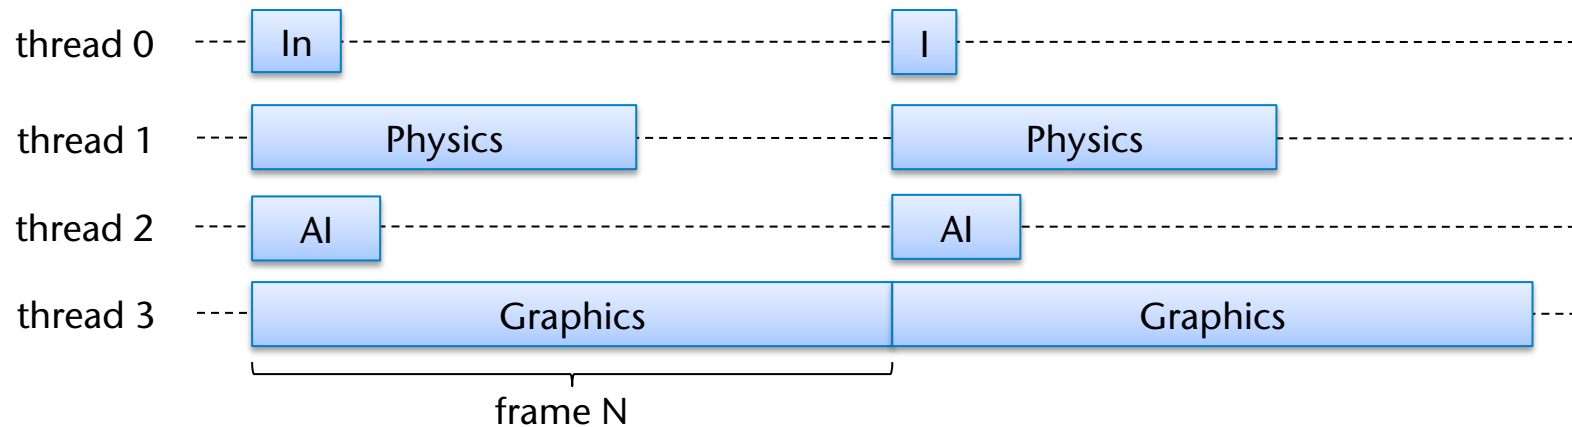 thread 0 In I
thread 1 Physics Physics
thread 2 AI AI
thread 3 Graphics Graphics
frame N